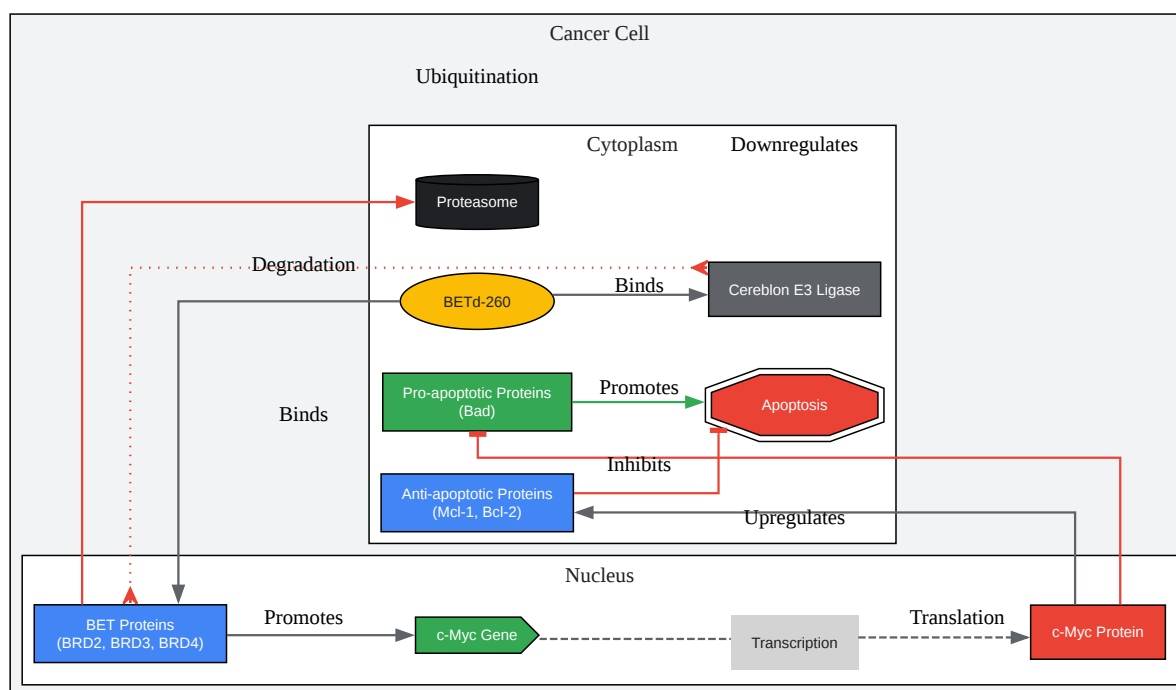 Cancer Cell
Ubiquitination
Cytoplasm
Downregulates
Proteasome
Degradation
BETd-260
Binds
Cereblon E3 Ligase
Pro-apoptotic Proteins
(Bad)
Promotes
Apoptosis
Binds
Inhibits
Anti-apoptotic Proteins
(Mcl-1, Bcl-2)
Upregulates
Nucleus
BET Proteins
(BRD2, BRD3, BRD4)
Promotes
c-Myc Gene
Transcription
Translation
c-Myc Protein